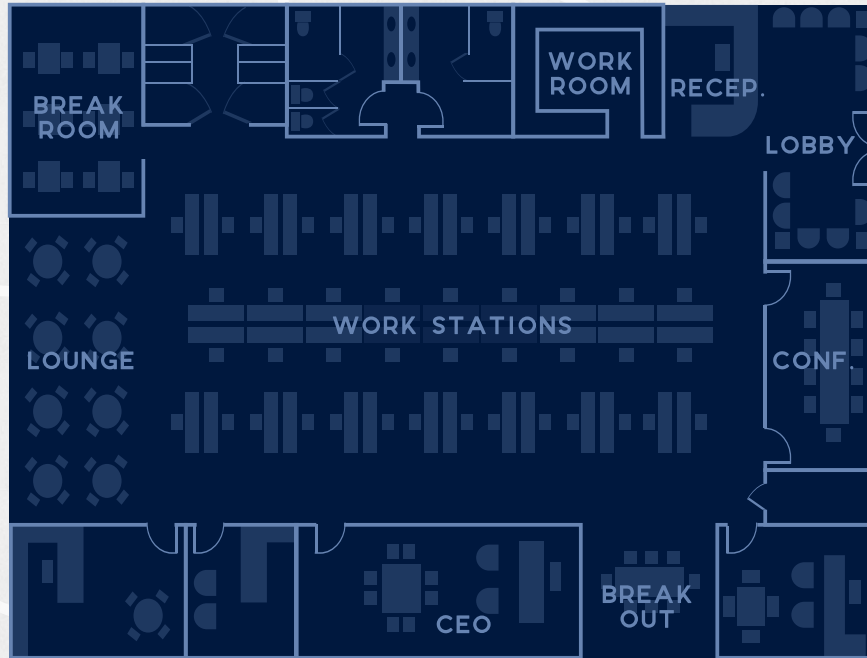 BREAK
ROOM
WORK
ROOM
RECEP.
LOBBY
WORK STATIONS
LOUNGE
CONF.
CEO
BREAK
OUT